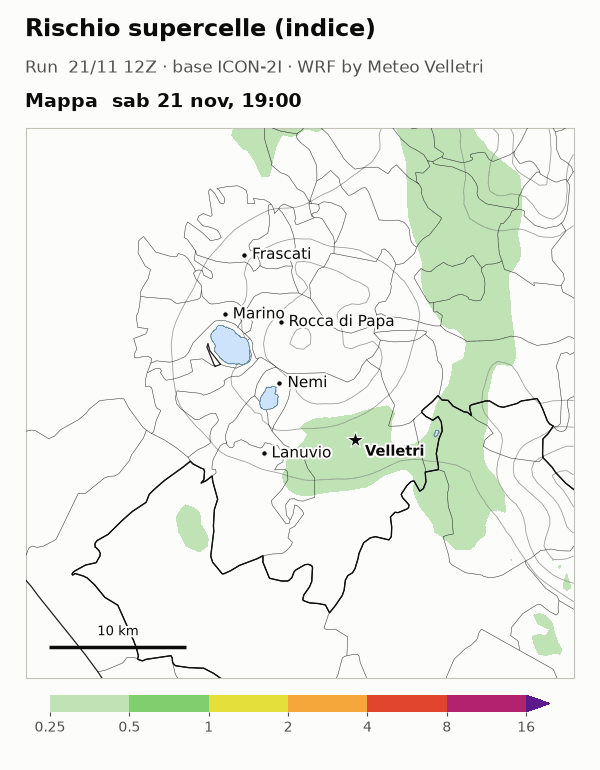 Rischio supercelle (indice)
Run  21/11 12Z · base ICON-2I · WRF by Meteo Velletri
Mappa  sab 21 nov, 19:00
Frascati
Marino
Rocca di Papa
Nemi
Lanuvio
Velletri
10 km
0.25 0.5 1 2 4 8 16